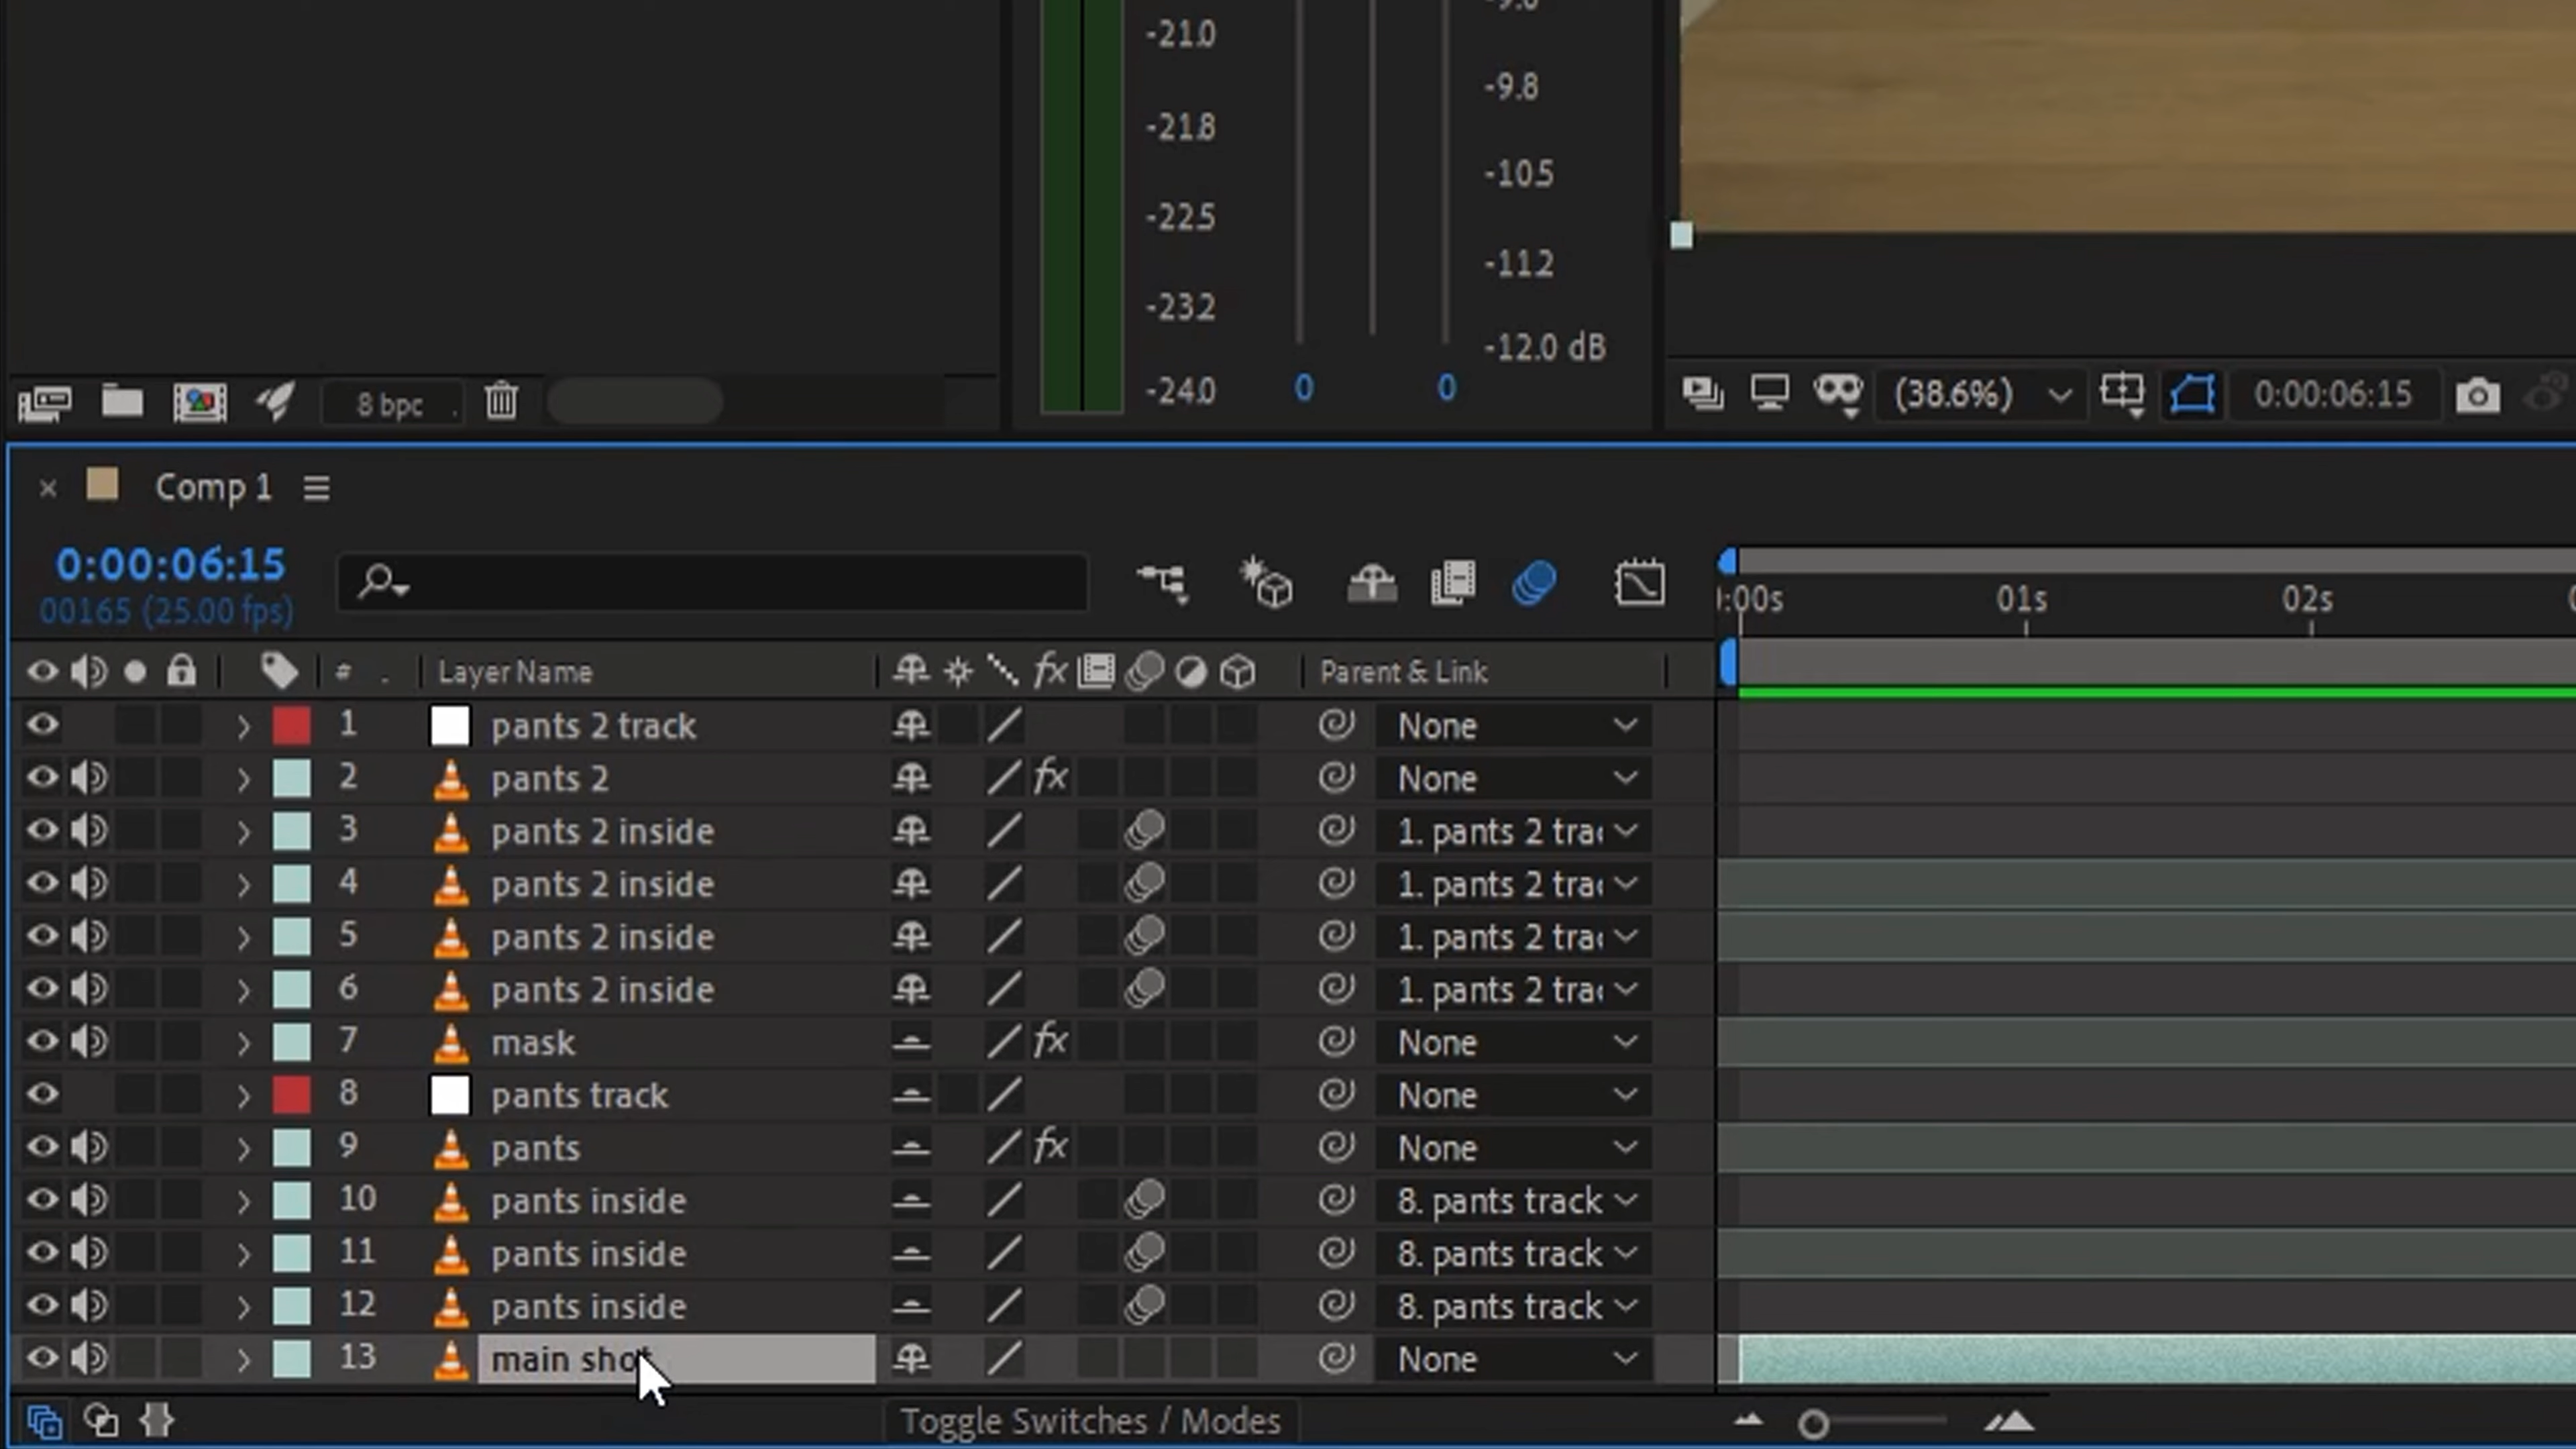 -21.0
-21.8
-22.5
-23.2
-24.0
0 0
-9.8
-10.5
-11.2
-12.0 dB
8 bpc
(38.6%) 0:00:06:15
Comp 1
0:00:06:15
00165 (25.00 fps)
:00s 01s 02s
# . Layer Name fx Parent & Link
1 pants 2 track None
2 pants 2 fx None
3 pants 2 inside 1. pants 2 tra
4 pants 2 inside 1. pants 2 tra
5 pants 2 inside 1. pants 2 tra
6 pants 2 inside 1. pants 2 tra
7 mask fx None
8 pants track None
9 pants fx None
10 pants inside 8. pants track
11 pants inside 8. pants track
12 pants inside 8. pants track
13 main shot None
Toggle Switches / Modes